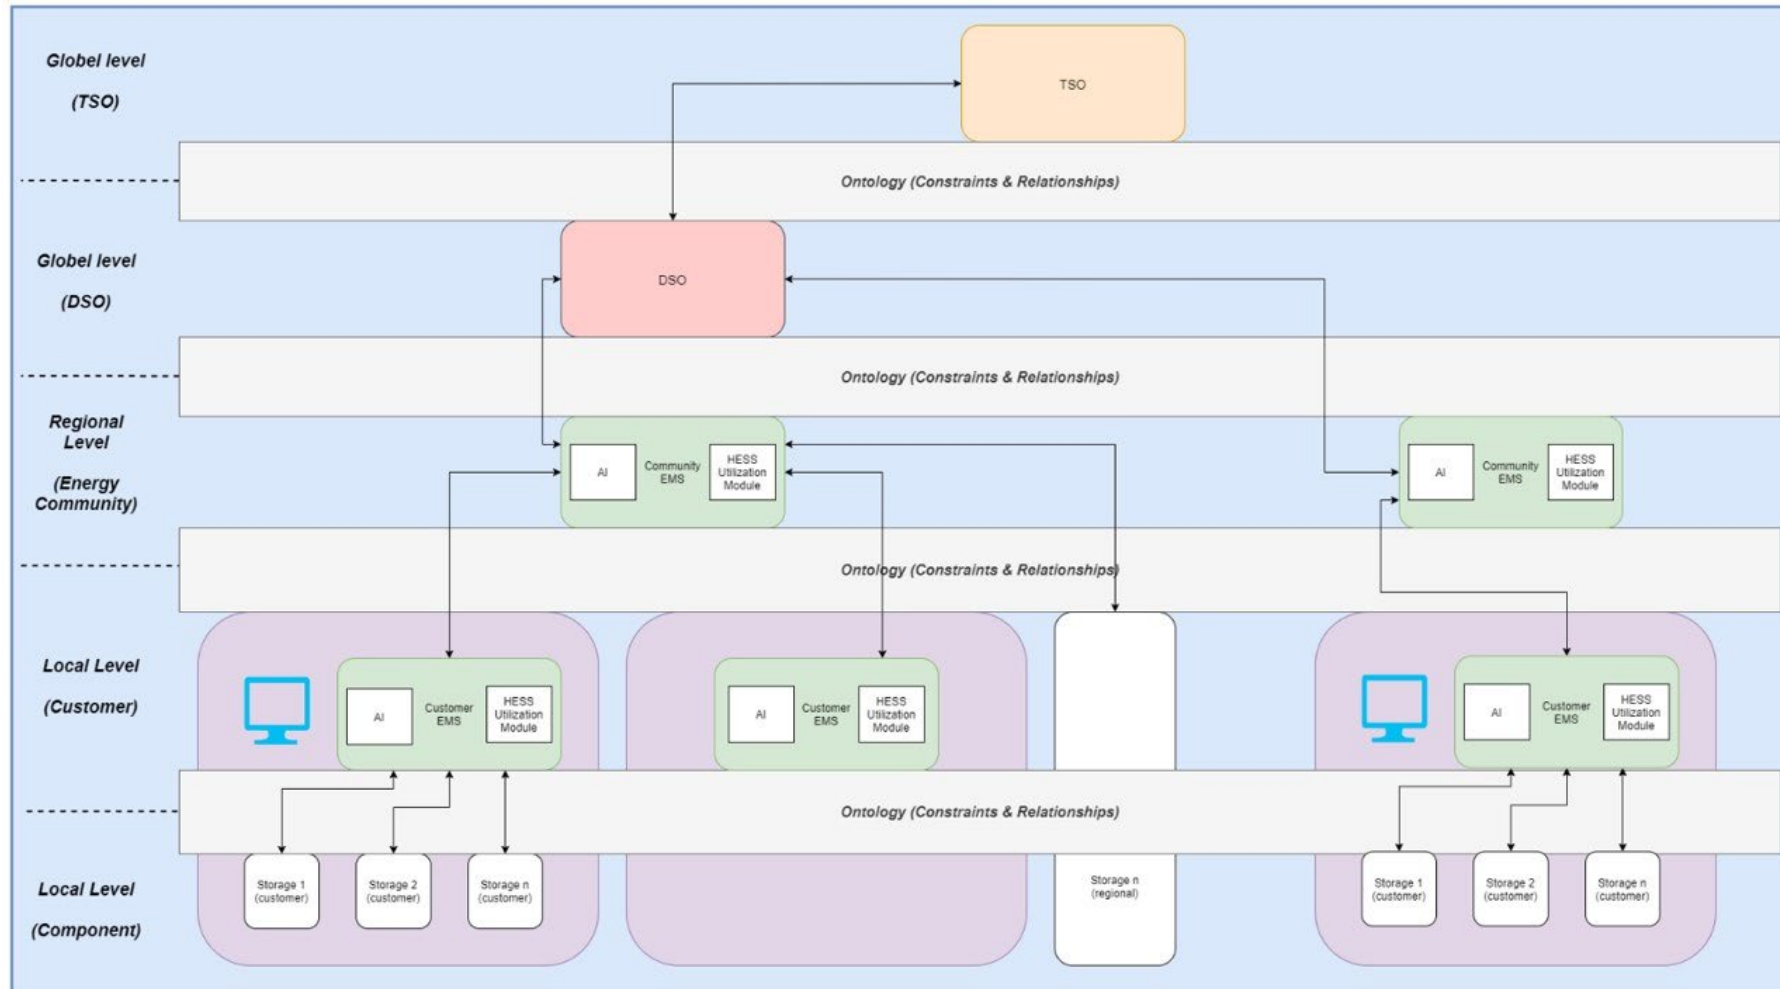 Globel level
(TSO)
TSO
Ontology (Constraints & Relationships)
Globel level
(DSO)
DSO
Ontology (Constraints & Relationships)
Regional
Level
(Energy
Community)
AI
Community
EMS
HESS
Utilization
Module
AI
Community
EMS
HESS
Utilization
Module
Ontology (Constraints & Relationships)
Local Level
(Customer)
AI
Customer
EMS
HESS
Utilization
Module
AI
Customer
EMS
HESS
Utilization
Module
AI
Customer
EMS
HESS
Utilization
Module
Ontology (Constraints & Relationships)
Local Level
(Component)
Storage 1
(customer)
Storage 2
(customer)
Storage n
(customer)
Storage n
(regional)
Storage 1
(customer)
Storage 2
(customer)
Storage n
(customer)